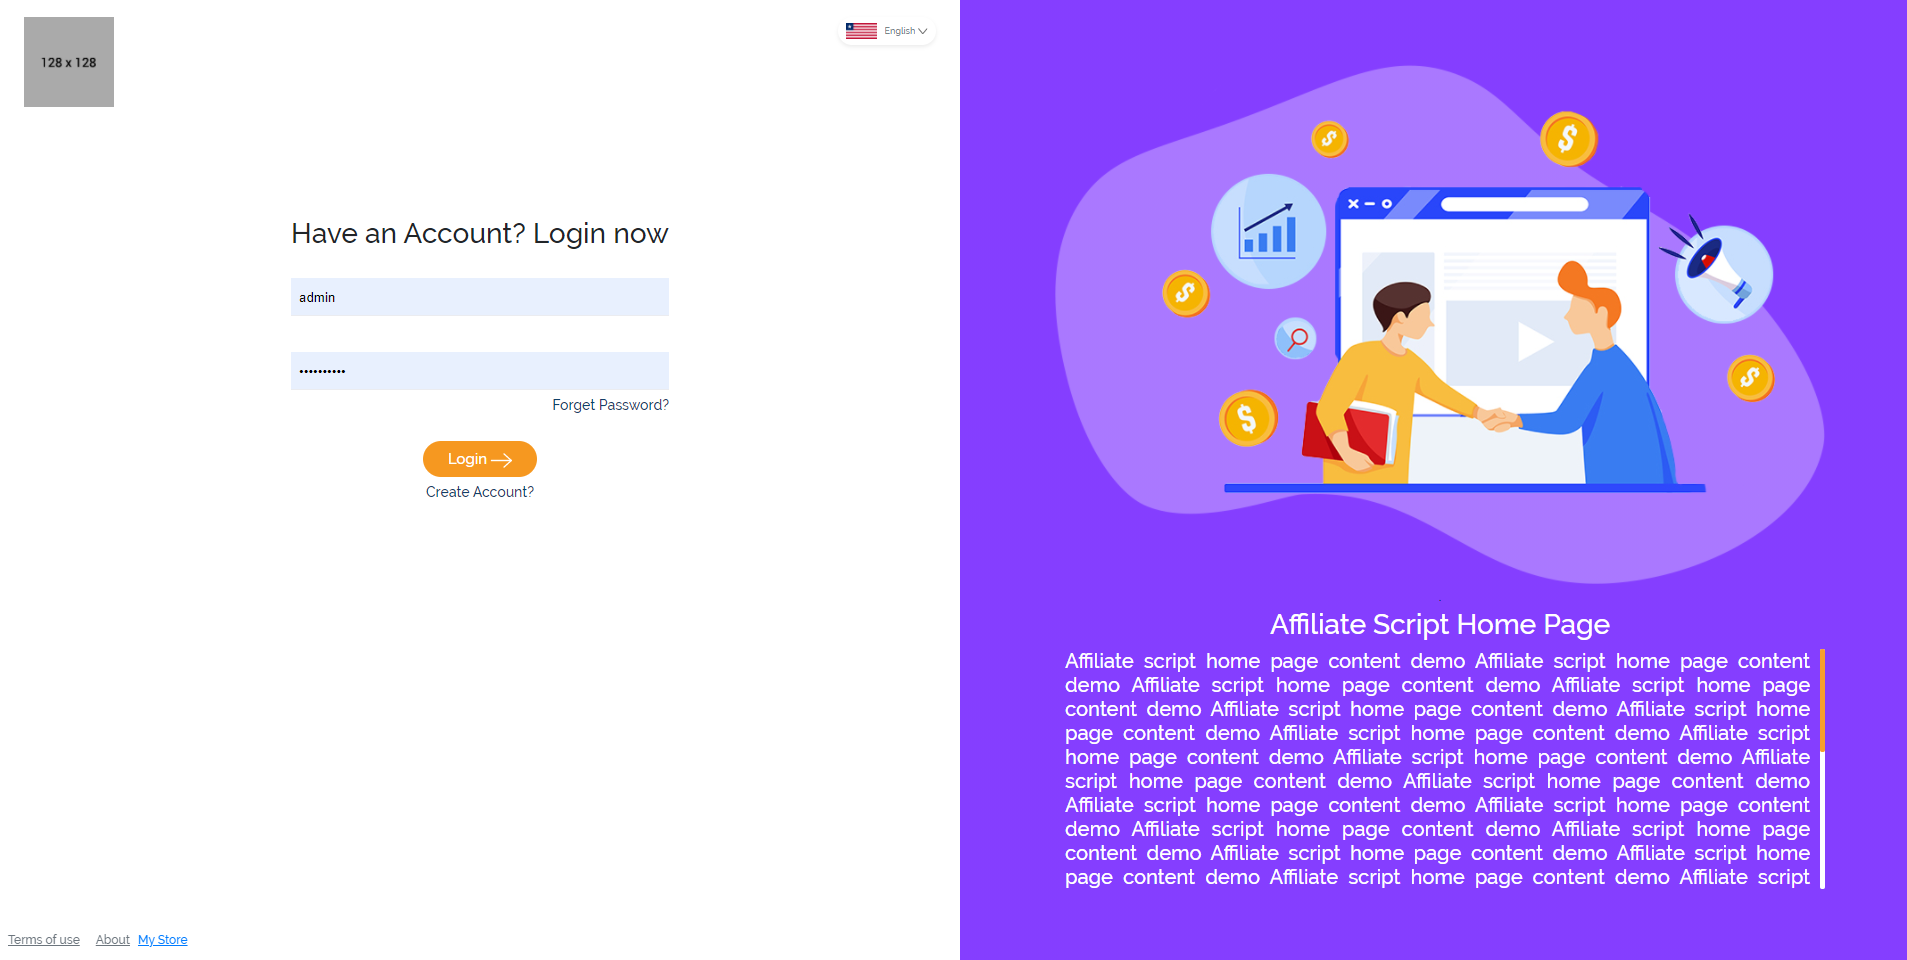 128 x 128
English
Have an Account? Login now
admin
••••••••••
Forget Password?
Login
Create Account?
Terms of use About My Store
Affiliate Script Home Page
Affiliate script home page content demo Affiliate script home page content
demo Affiliate script home page content demo Affiliate script home page
content demo Affiliate script home page content demo Affiliate script home
page content demo Affiliate script home page content demo Affiliate script
home page content demo Affiliate script home page content demo Affiliate
script home page content demo Affiliate script home page content demo
Affiliate script home page content demo Affiliate script home page content
demo Affiliate script home page content demo Affiliate script home page
content demo Affiliate script home page content demo Affiliate script home
page content demo Affiliate script home page content demo Affiliate script